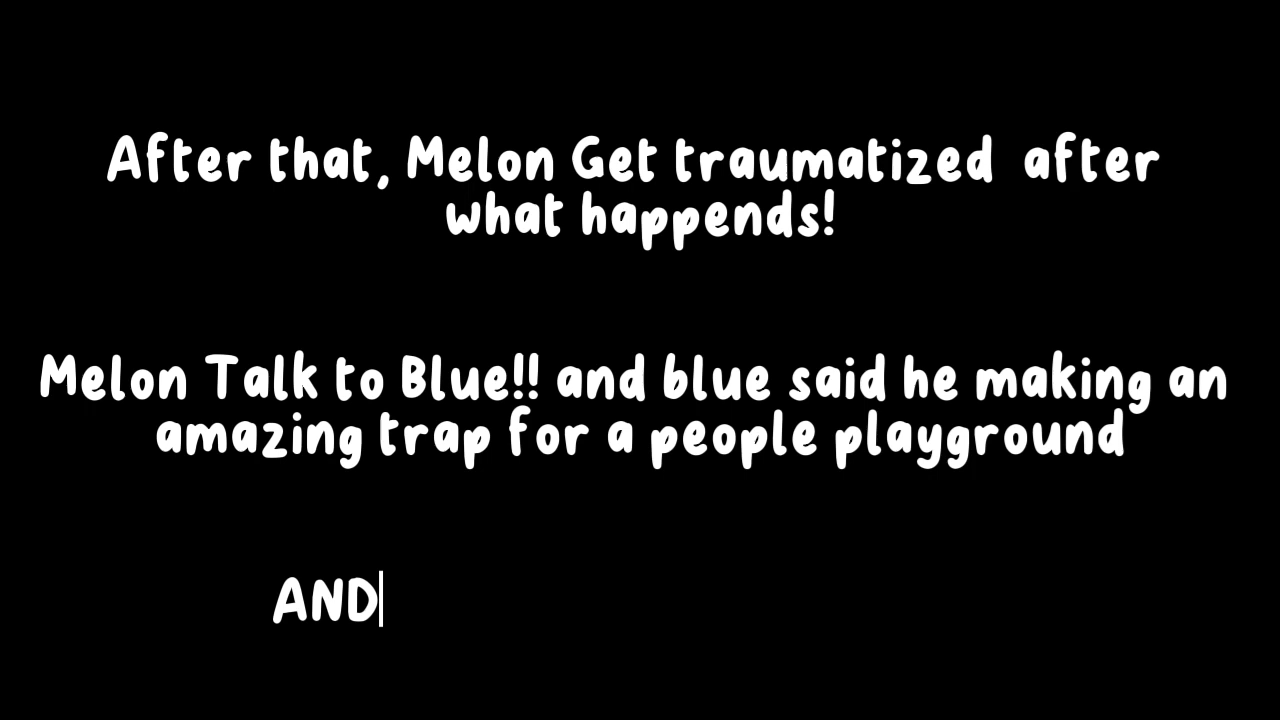 After that, Melon Get traumatized after
what happends!
Melon Talk to Blue!! and blue said he making an
amazing trap for a people playground
AND